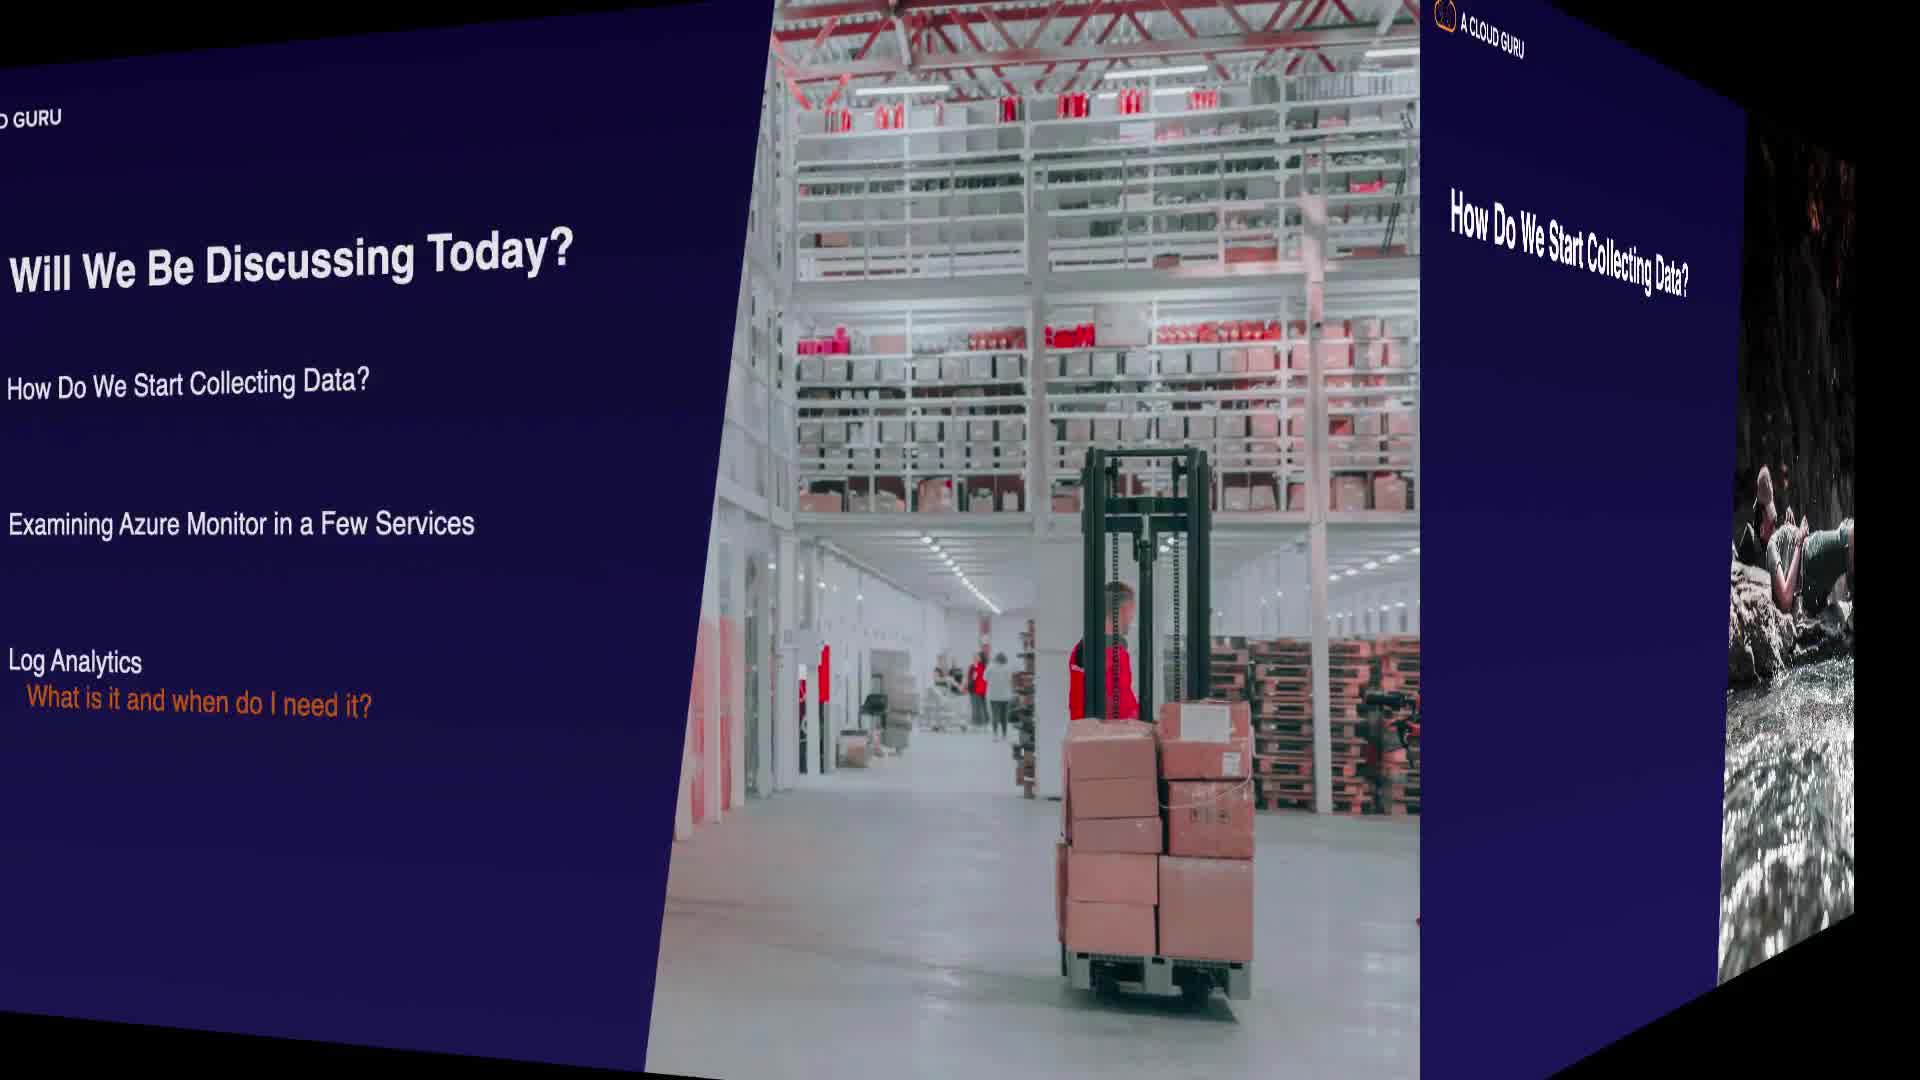 D GURU
Will We Be Discussing Today?
How Do We Start Collecting Data?
Examining Azure Monitor in a Few Services
Log Analytics
What is it and when do I need it?
A CLOUD GURU
How Do We Start Collecting Data?